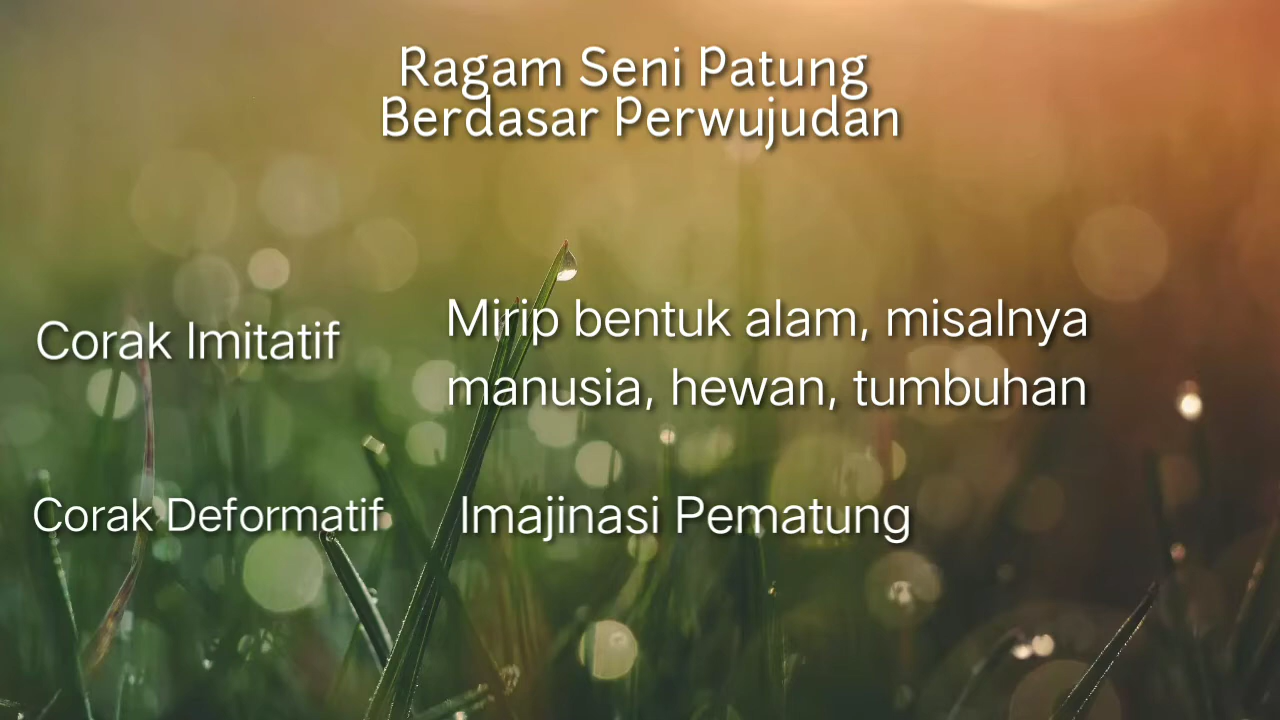 Ragam Seni Patung
Berdasar Perwujudan
Corak Imitatif
Mirip bentuk alam, misalnya
manusia, hewan, tumbuhan
Corak Deformatif
Imajinasi Pematung